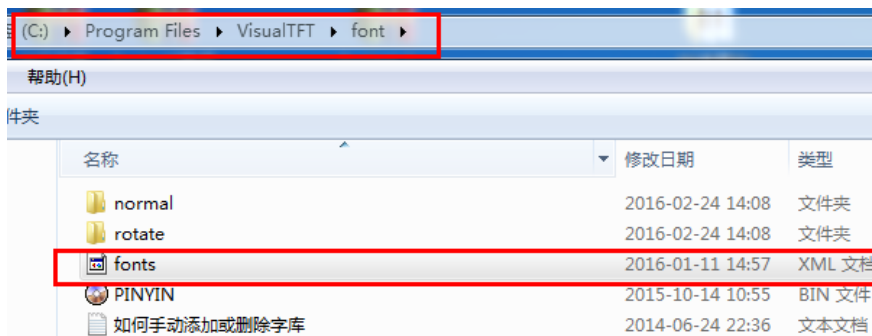 (C:) ▸ Program Files ▸ VisualTFT ▸ font ▸
帮助(H)
件夹
名称 修改日期 类型
normal 2016-02-24 14:08 文件夹
rotate 2016-02-24 14:08 文件夹
fonts 2016-01-11 14:57 XML 文档
PINYIN 2015-10-14 10:55 BIN 文件
如何手动添加或删除字库 2014-06-24 22:36 文本文档